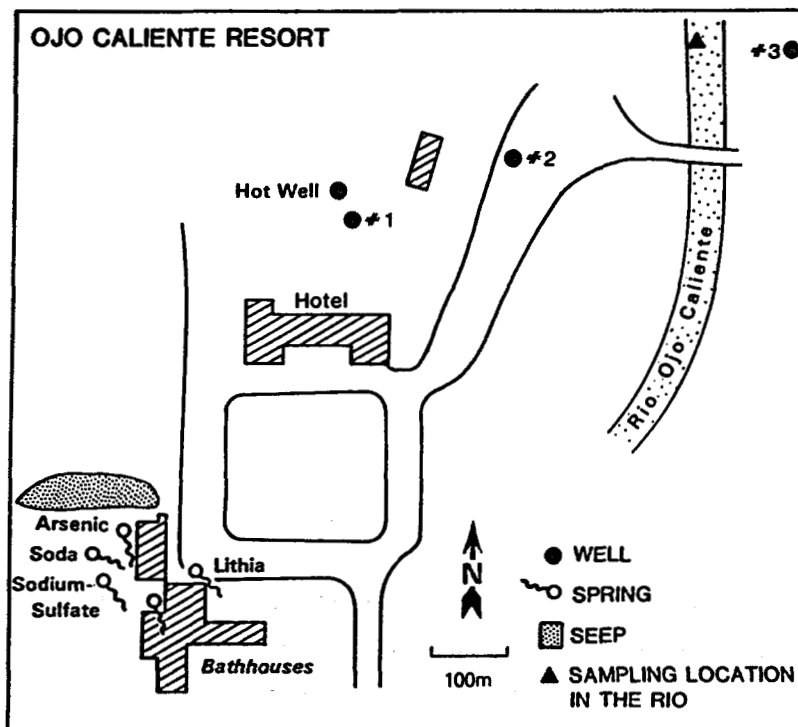 OJO CALIENTE RESORT
#3
#2
Hot Well
#1
Hotel
Rio Ojo Caliente
Arsenic
Soda
Lithia
Sodium-
Sulfate
Bathhouses
N
100m
WELL
SPRING
SEEP
SAMPLING LOCATION
IN THE RIO